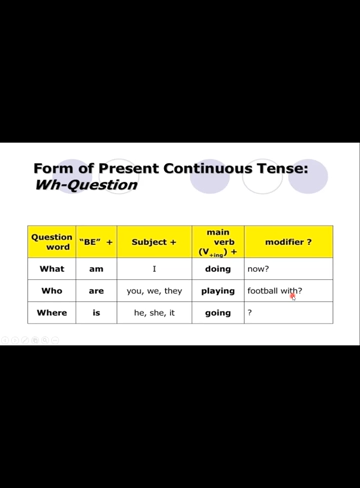 Form of Present Continuous Tense:
Wh-Question
Question word "BE" + Subject + main verb (V+ing) + modifier ?
What am I doing now?
Who are you, we, they playing football with?
Where is he, she, it going ?